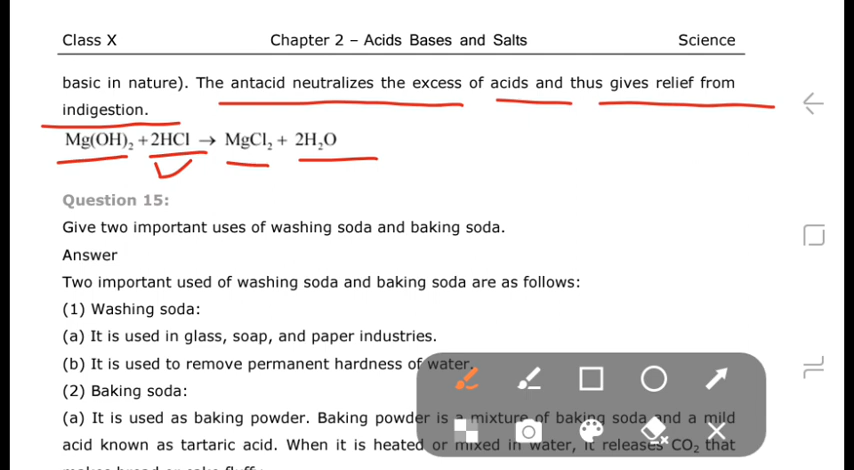 Class X Chapter 2 – Acids Bases and Salts Science
basic in nature). The antacid neutralizes the excess of acids and thus gives relief from
indigestion.
Mg(OH)₂ + 2HCl → MgCl₂ + 2H₂O
Question 15:
Give two important uses of washing soda and baking soda.
Answer
Two important used of washing soda and baking soda are as follows:
(1) Washing soda:
(a) It is used in glass, soap, and paper industries.
(b) It is used to remove permanent hardness of water.
(2) Baking soda:
(a) It is used as baking powder. Baking powder is a mixture of baking soda and a mild
acid known as tartaric acid. When it is heated or mixed in water, it releases CO₂ that